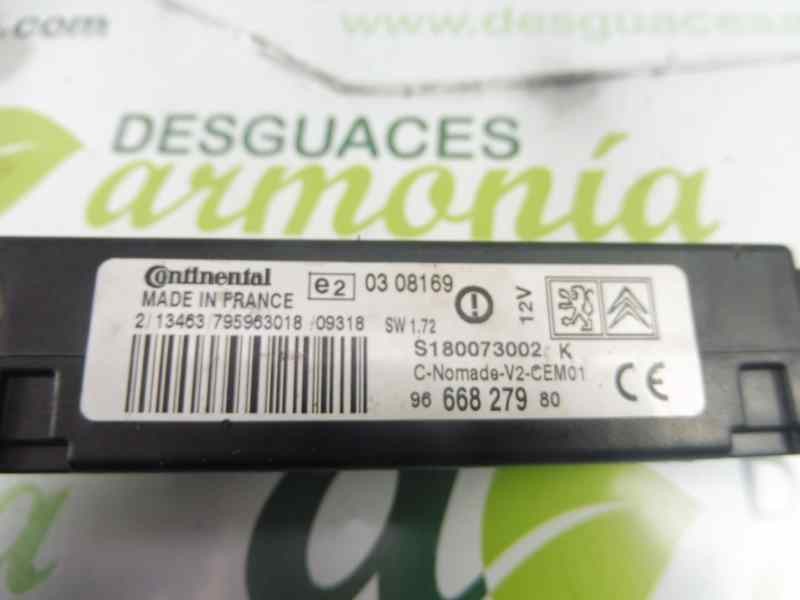 .com
www.desguaces
DESGUACES
armonía
Continental
MADE IN FRANCE
e2
03 08169
12V
2/13463/795963018/09318
SW 1.72
S180073002 K
C-Nomade-V2-CEM01
96 668 279 80
CE
a
D